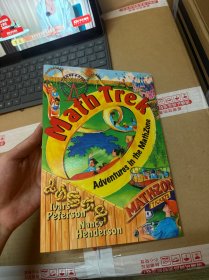 Math Trek
Adventures in the MathZone
Ivars
Peterson
Nancy
Henderson
MATHZONE